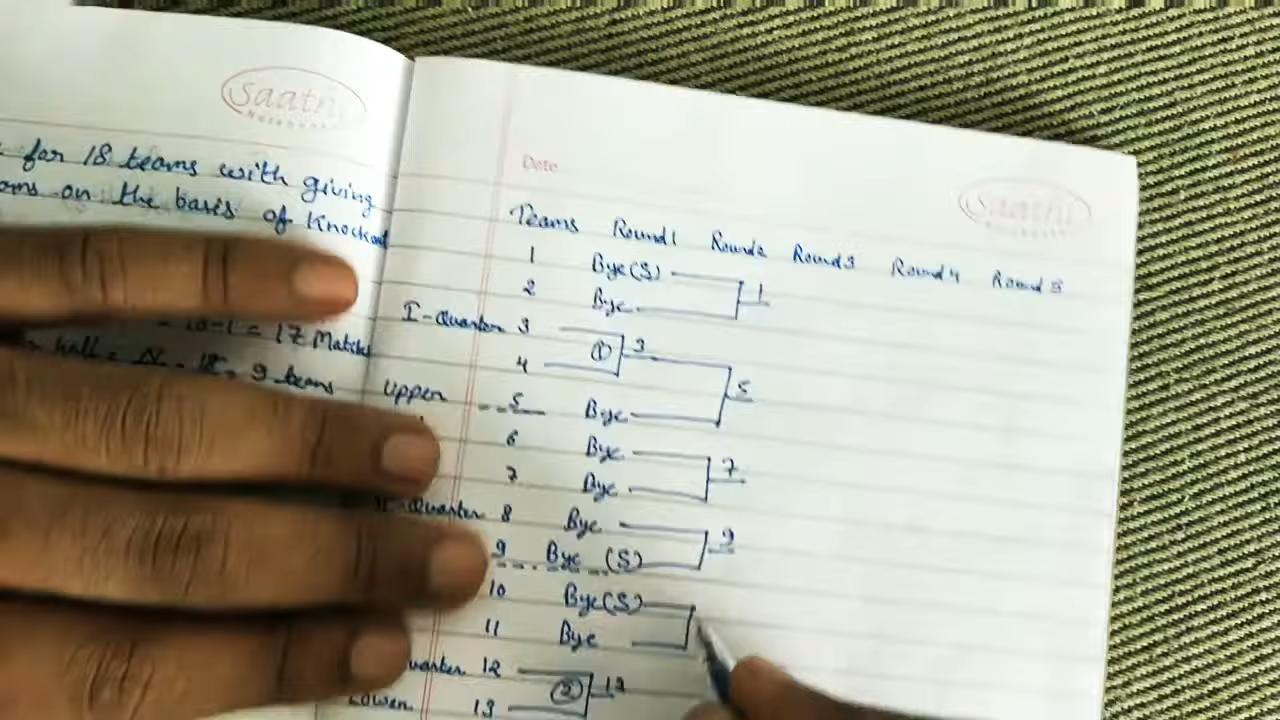 Saathi
Notebooks
for 18 teams with giving
on the basis of Knockout
= 18-1 = 17 Matches
half = N = 18 = 9 teams
Date
Saathi
Teams Round1 Round2 Round3 Round4 Round5
1 Bye(S) 1
2 Bye
I-Quarter 3 3
4 ①
Upper 5 Bye 5
6 Bye 7
7 Bye
Quarter 8 Bye 9
9 Bye (S)
10 Bye(S)
11 Bye
12 ② 12
Lower 13